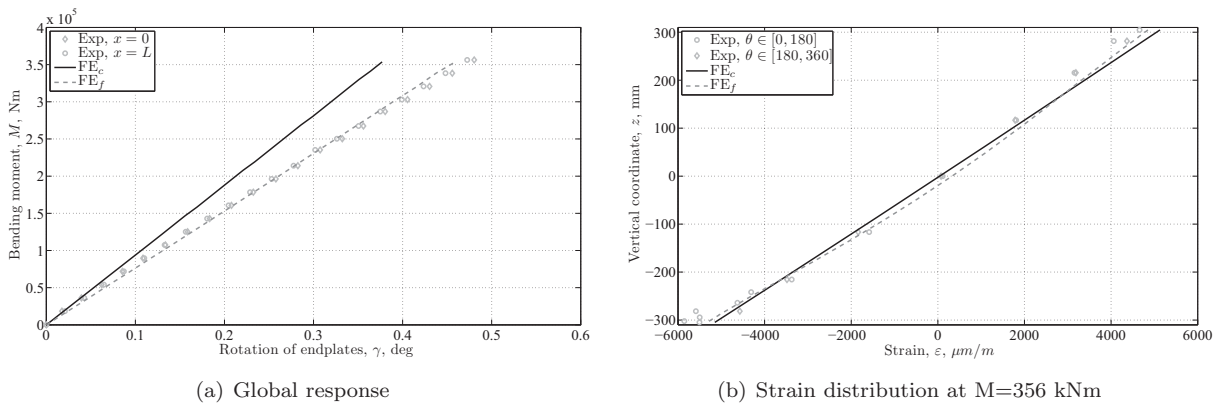 x 10⁵
4
3.5
3
2.5
2
1.5
1
0.5
0
Bending moment, M, Nm
Exp, x = 0
Exp, x = L
FE_c
FE_f
0 0.1 0.2 0.3 0.4 0.5 0.6
Rotation of endplates, γ, deg
(a) Global response
300
200
100
0
−100
−200
−300
Vertical coordinate, z, mm
Exp, θ ∈ [0, 180]
Exp, θ ∈ [180, 360]
FE_c
FE_f
−6000 −4000 −2000 0 2000 4000 6000
Strain, ε, μm/m
(b) Strain distribution at M=356 kNm